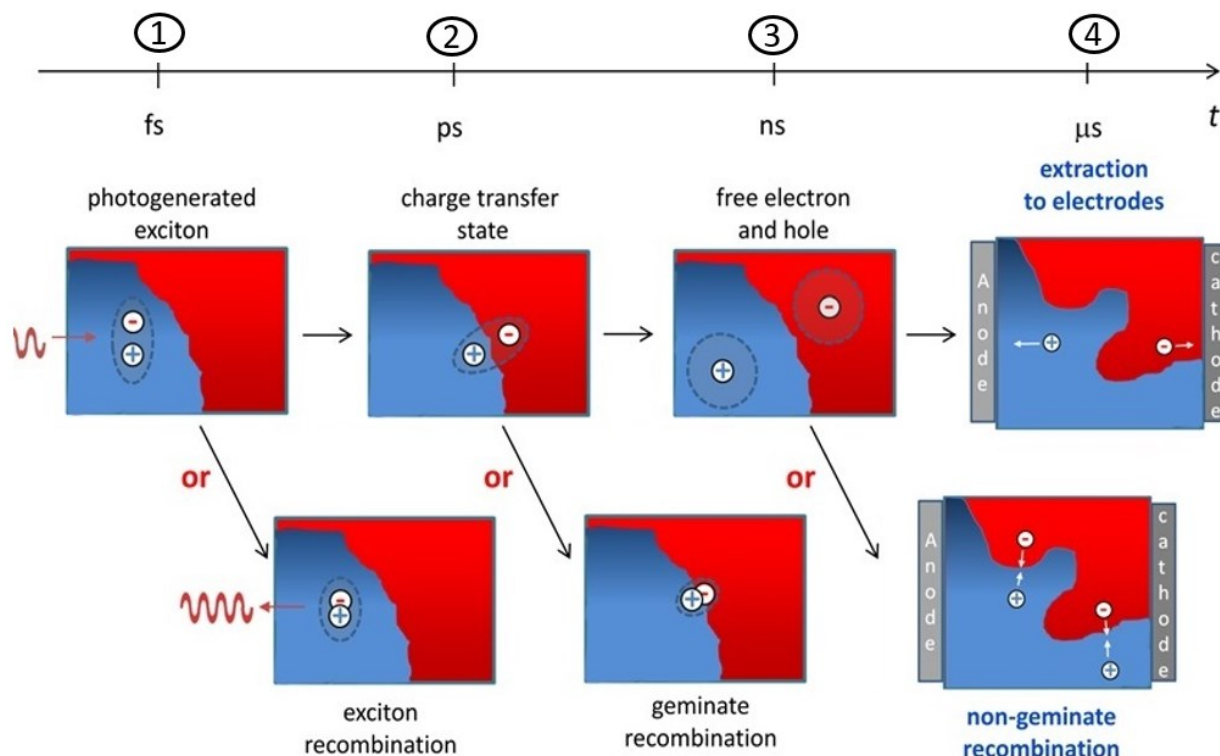 1 2 3 4
fs ps ns μs t
photogenerated
exciton
charge transfer
state
free electron
and hole
extraction
to electrodes
- + - + - + + -
Anode
cathode
or or or
- + + - - + - +
Anode
cathode
exciton
recombination
geminate
recombination
non-geminate
recombination